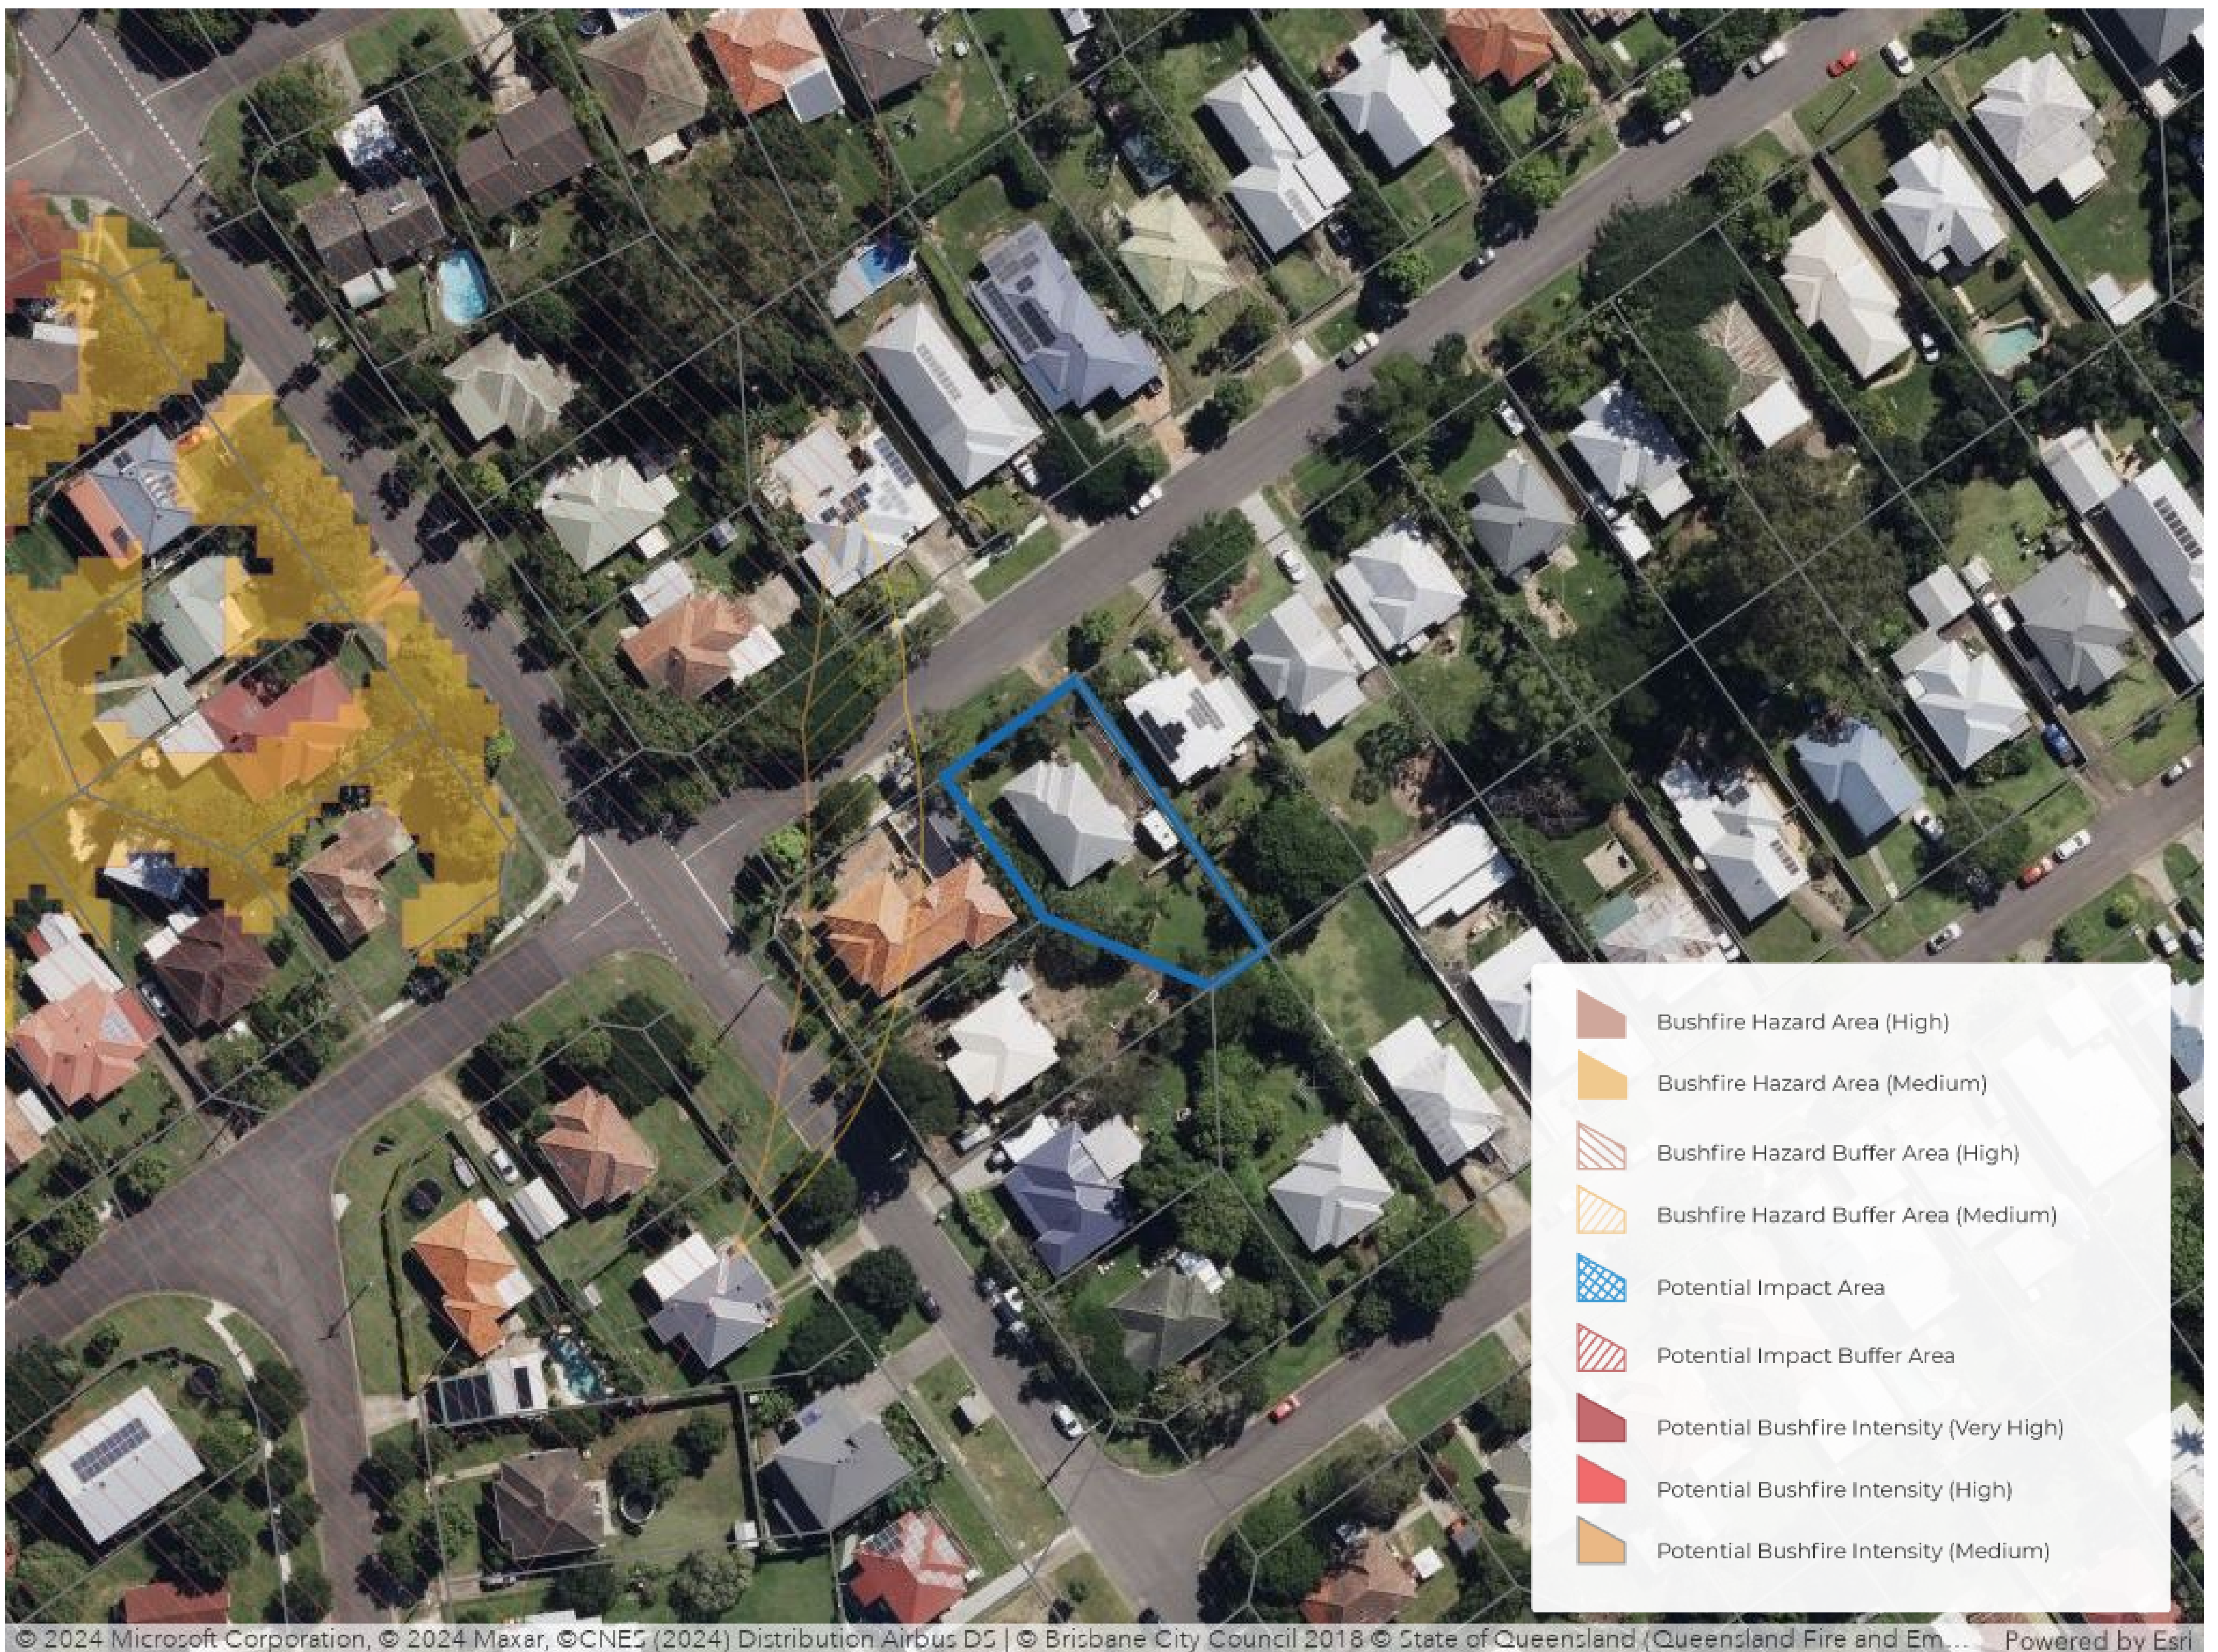 Bushfire Hazard Area (High)
Bushfire Hazard Area (Medium)
Bushfire Hazard Buffer Area (High)
Bushfire Hazard Buffer Area (Medium)
Potential Impact Area
Potential Impact Buffer Area
Potential Bushfire Intensity (Very High)
Potential Bushfire Intensity (High)
Potential Bushfire Intensity (Medium)
© 2024 Microsoft Corporation, © 2024 Maxar, ©CNES (2024) Distribution Airbus DS | © Brisbane City Council 2018 © State of Queensland (Queensland Fire and Em... Powered by Esri